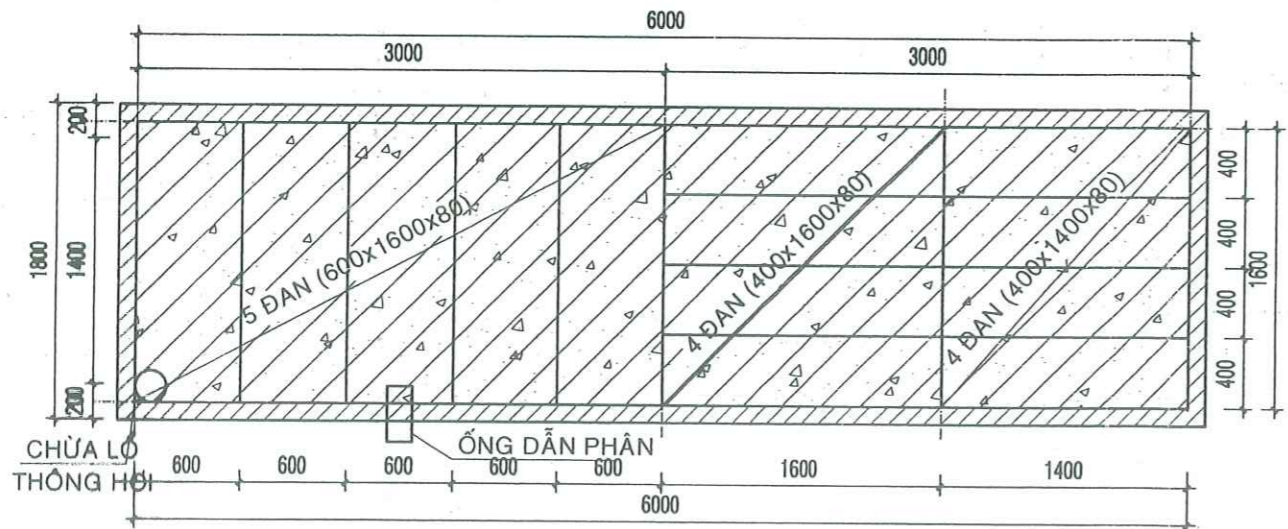 6000
3000 3000
200
1400
200
1800
5 ĐAN (600x1600x80)
4 ĐAN (400x1600x80)
4 ĐAN (400x1400x80)
400
400
400
400
1600
CHỪA LỖ
THÔNG HƠI
ỐNG DẪN PHÂN
600 600 600 600 600 1600 1400
6000